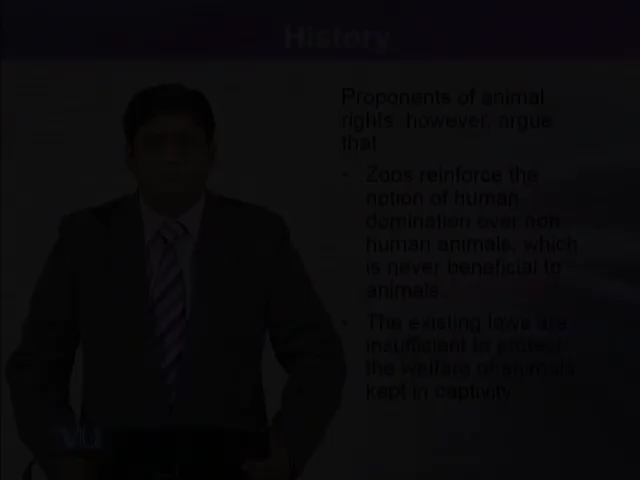 History
Proponents of animal
rights, however, argue
that
• Zoos reinforce the
notion of human
domination over non
human animals, which
is never beneficial to
animals
• The existing laws are
insufficient to protect
the welfare of animals
kept in captivity
VU